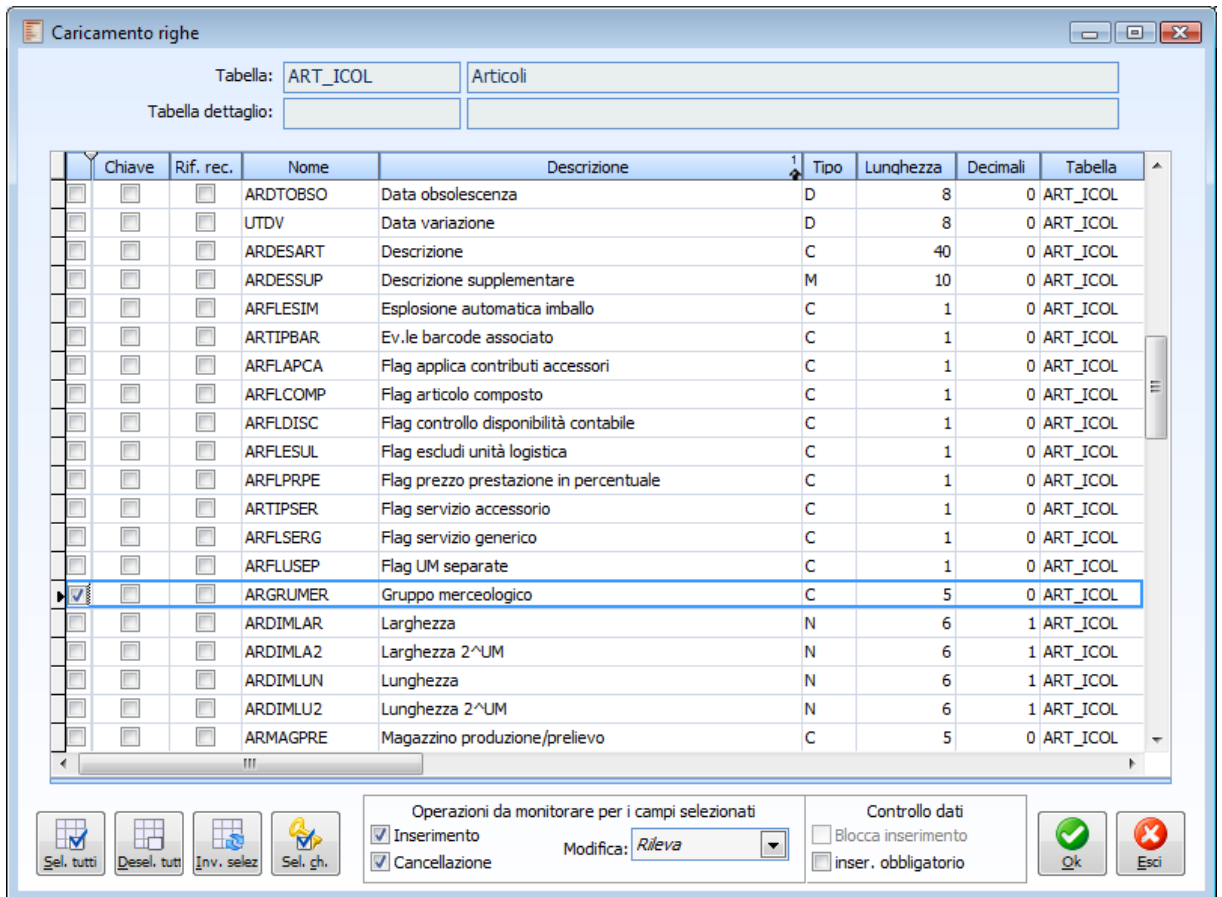 Caricamento righe
Tabella: ART_ICOL Articoli
Tabella dettaglio:
Chiave Rif. rec. Nome Descrizione 1 Tipo Lunghezza Decimali Tabella
ARDTOBSO Data obsolescenza D 8 0 ART_ICOL
UTDV Data variazione D 8 0 ART_ICOL
ARDESART Descrizione C 40 0 ART_ICOL
ARDESSUP Descrizione supplementare M 10 0 ART_ICOL
ARFLESIM Esplosione automatica imballo C 1 0 ART_ICOL
ARTIPBAR Ev.le barcode associato C 1 0 ART_ICOL
ARFLAPCA Flag applica contributi accessori C 1 0 ART_ICOL
ARFLCOMP Flag articolo composto C 1 0 ART_ICOL
ARFLDISC Flag controllo disponibilità contabile C 1 0 ART_ICOL
ARFLESUL Flag escludi unità logistica C 1 0 ART_ICOL
ARFLPRPE Flag prezzo prestazione in percentuale C 1 0 ART_ICOL
ARTIPSER Flag servizio accessorio C 1 0 ART_ICOL
ARFLSERG Flag servizio generico C 1 0 ART_ICOL
ARFLUSEP Flag UM separate C 1 0 ART_ICOL
ARGRUMER Gruppo merceologico C 5 0 ART_ICOL
ARDIMLAR Larghezza N 6 1 ART_ICOL
ARDIMLA2 Larghezza 2^UM N 6 1 ART_ICOL
ARDIMLUN Lunghezza N 6 1 ART_ICOL
ARDIMLU2 Lunghezza 2^UM N 6 1 ART_ICOL
ARMAGPRE Magazzino produzione/prelievo C 5 0 ART_ICOL
Sel. tutti Desel. tutt Inv. selez Sel. ch.
Operazioni da monitorare per i campi selezionati
Inserimento
Cancellazione
Modifica: Rileva
Controllo dati
Blocca inserimento
inser. obbligatorio
Ok Esci